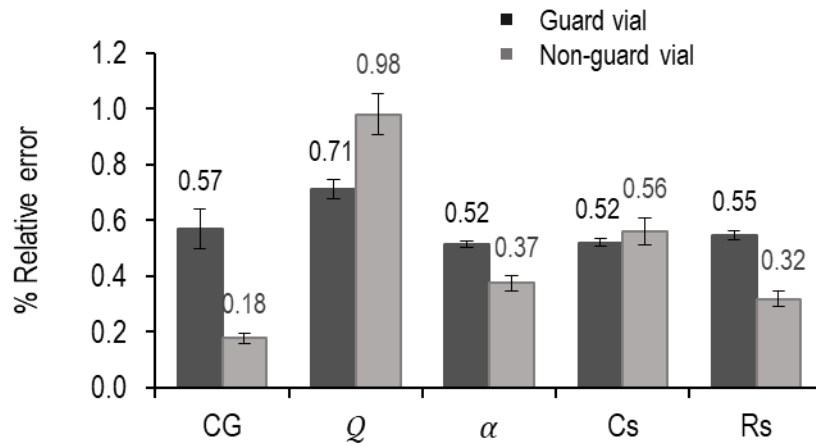 Guard vial
Non-guard vial
% Relative error
1.2
1.0
0.8
0.6
0.4
0.2
0.0
0.57
0.18
0.71
0.98
0.52
0.37
0.52
0.56
0.55
0.32
CG
Q
α
Cs
Rs